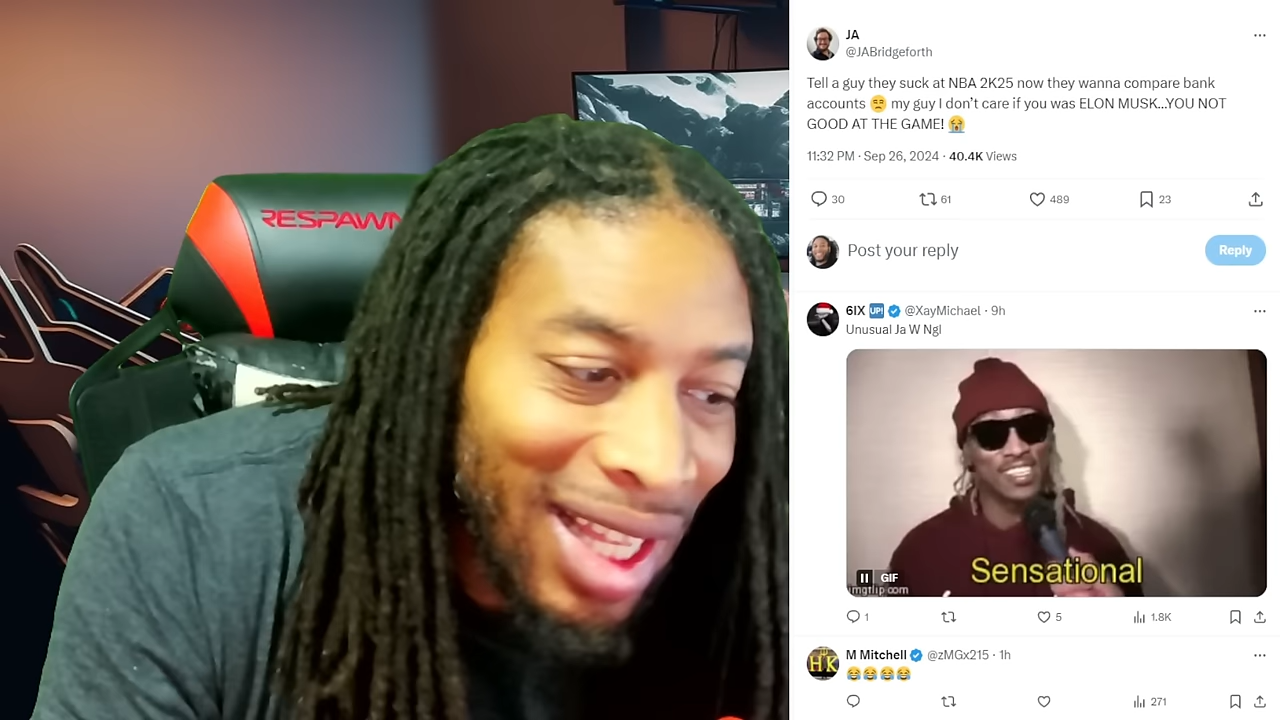 RESPAWN
JA
@JABridgeforth
Tell a guy they suck at NBA 2K25 now they wanna compare bank
accounts 😒 my guy I don't care if you was ELON MUSK...YOU NOT
GOOD AT THE GAME! 😭
11:32 PM · Sep 26, 2024 · 40.4K Views
30 61 489 23
Post your reply Reply
6IX UP! @XayMichael · 9h
Unusual Ja W Ngl
Sensational
GIF
imgflip.com
1 5 1.8K
M Mitchell @zMGx215 · 1h
😂😂😂😂
271
HK